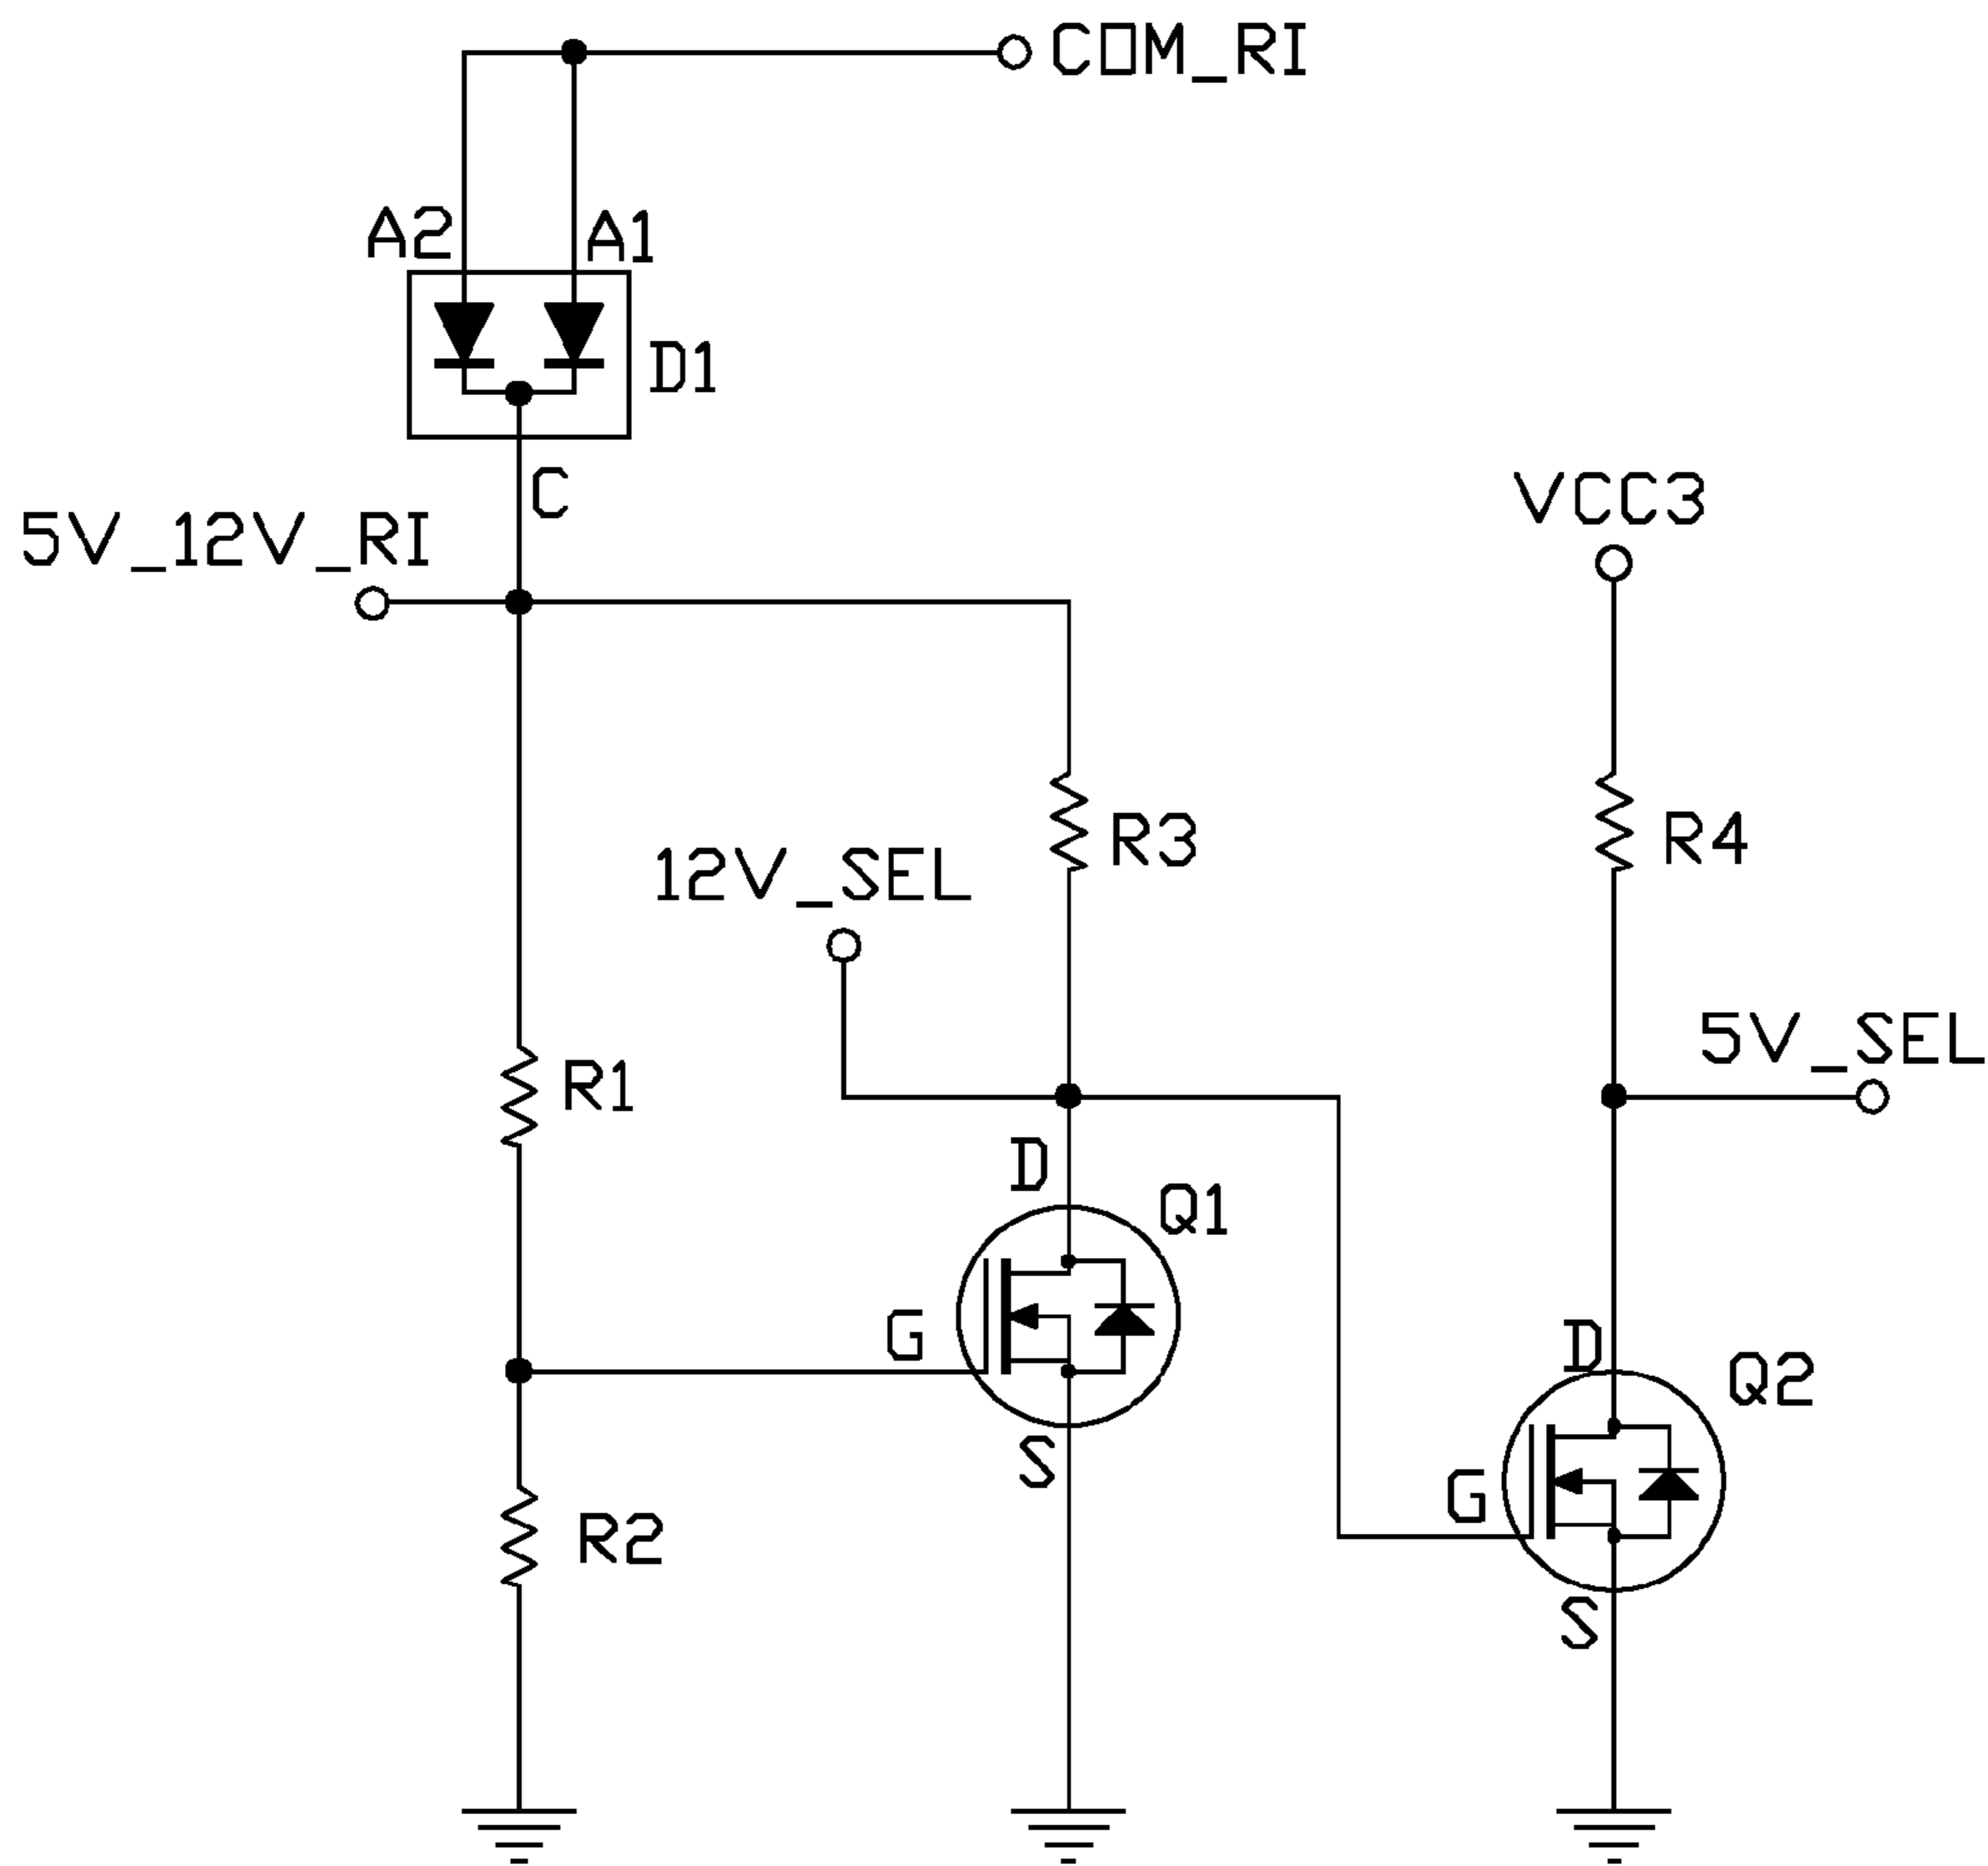 COM_RI
A2
A1
D1
C
VCC3
5V_12V_RI
R3
R4
12V_SEL
5V_SEL
R1
D
Q1
G
D
Q2
S
G
R2
S